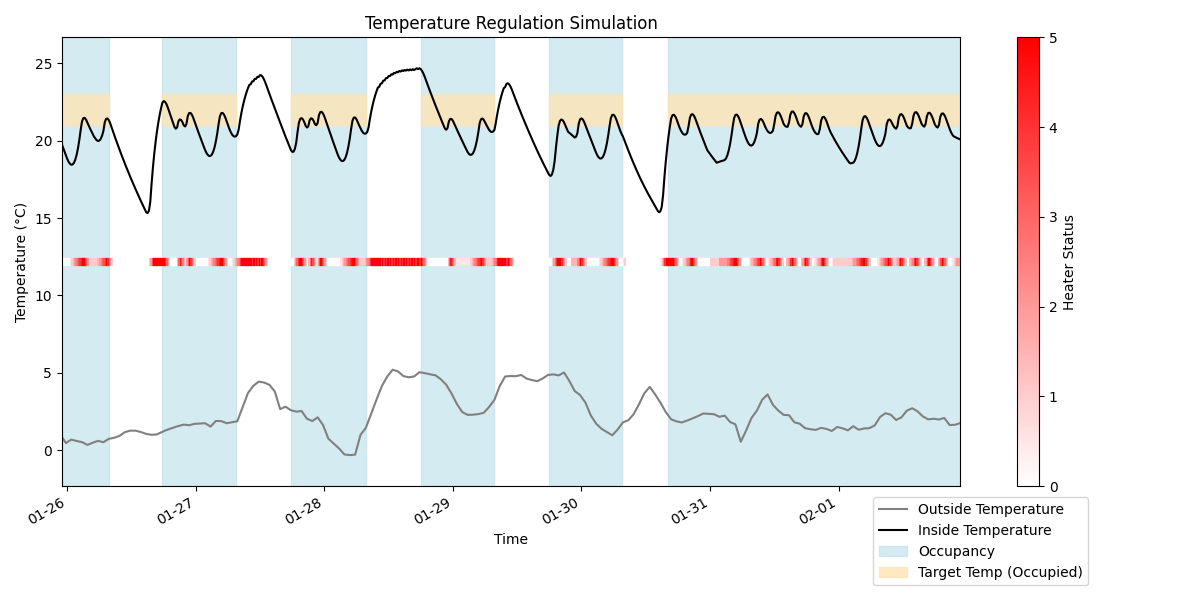 Temperature Regulation Simulation
Temperature (°C)
25
20
15
10
5
0
01-26
01-27
01-28
01-29
01-30
01-31
02-01
Time
5
4
3
2
1
0
Heater Status
Outside Temperature
Inside Temperature
Occupancy
Target Temp (Occupied)